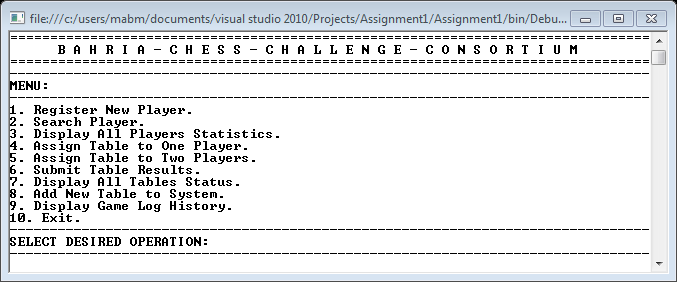 file:///c:/users/mabm/documents/visual studio 2010/Projects/Assignment1/Assignment1/bin/Debu...
B A H R I A - C H E S S - C H A L L E N G E - C O N S O R T I U M
MENU:
1. Register New Player.
2. Search Player.
3. Display All Players Statistics.
4. Assign Table to One Player.
5. Assign Table to Two Players.
6. Submit Table Results.
7. Display All Tables Status.
8. Add New Table to System.
9. Display Game Log History.
10. Exit.
SELECT DESIRED OPERATION: